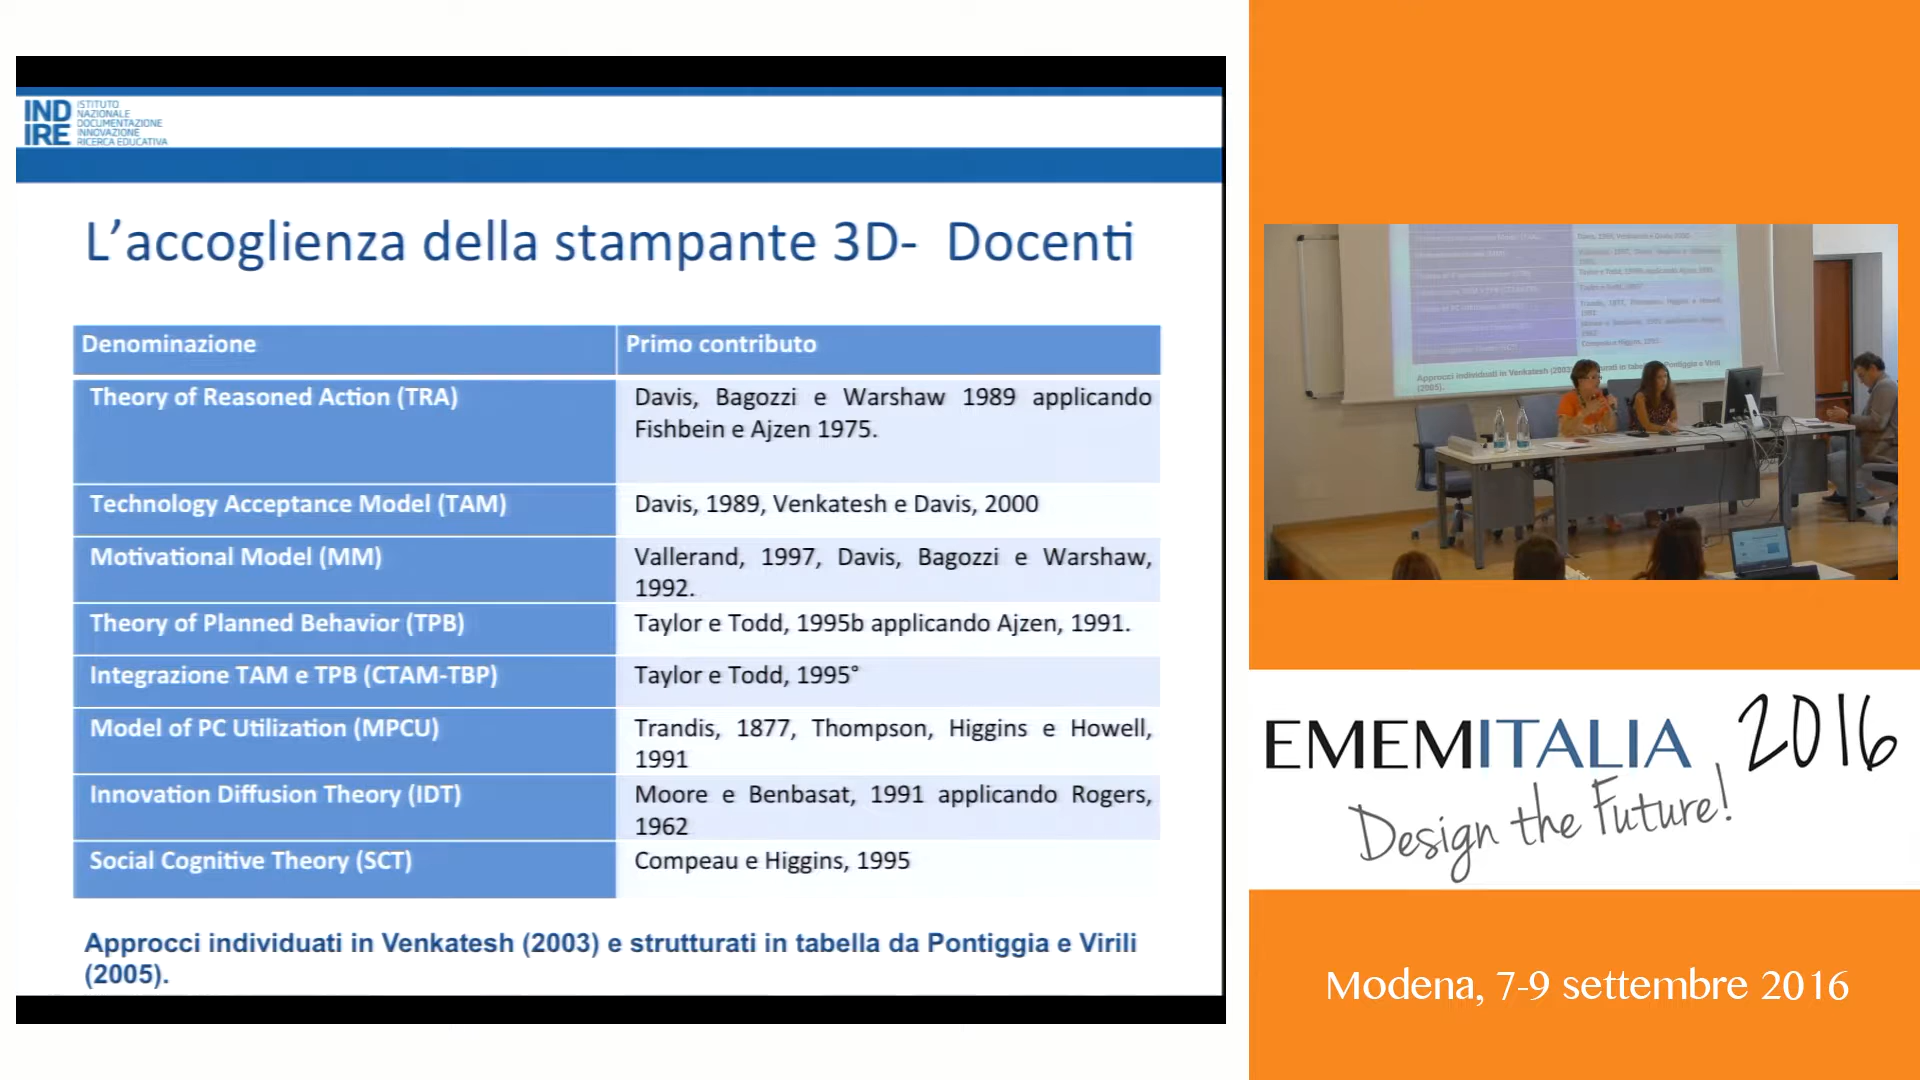 IND
IRE
ISTITUTO
NAZIONALE
DOCUMENTAZIONE
INNOVAZIONE
RICERCA EDUCATIVA
L’accoglienza della stampante 3D-  Docenti
Denominazione
Primo contributo
Theory of Reasoned Action (TRA)
Davis, Bagozzi e Warshaw 1989 applicando
Fishbein e Ajzen 1975.
Technology Acceptance Model (TAM)
Davis, 1989, Venkatesh e Davis, 2000
Motivational Model (MM)
Vallerand, 1997, Davis, Bagozzi e Warshaw,
1992.
Theory of Planned Behavior (TPB)
Taylor e Todd, 1995b applicando Ajzen, 1991.
Integrazione TAM e TPB (CTAM-TBP)
Taylor e Todd, 1995°
Model of PC Utilization (MPCU)
Trandis, 1877, Thompson, Higgins e Howell,
1991
Innovation Diffusion Theory (IDT)
Moore e Benbasat, 1991 applicando Rogers,
1962
Social Cognitive Theory (SCT)
Compeau e Higgins, 1995
Approcci individuati in Venkatesh (2003) e strutturati in tabella da Pontiggia e Virili
(2005).
EMEMITALIA 2016
Design the Future!
Modena, 7-9 settembre 2016